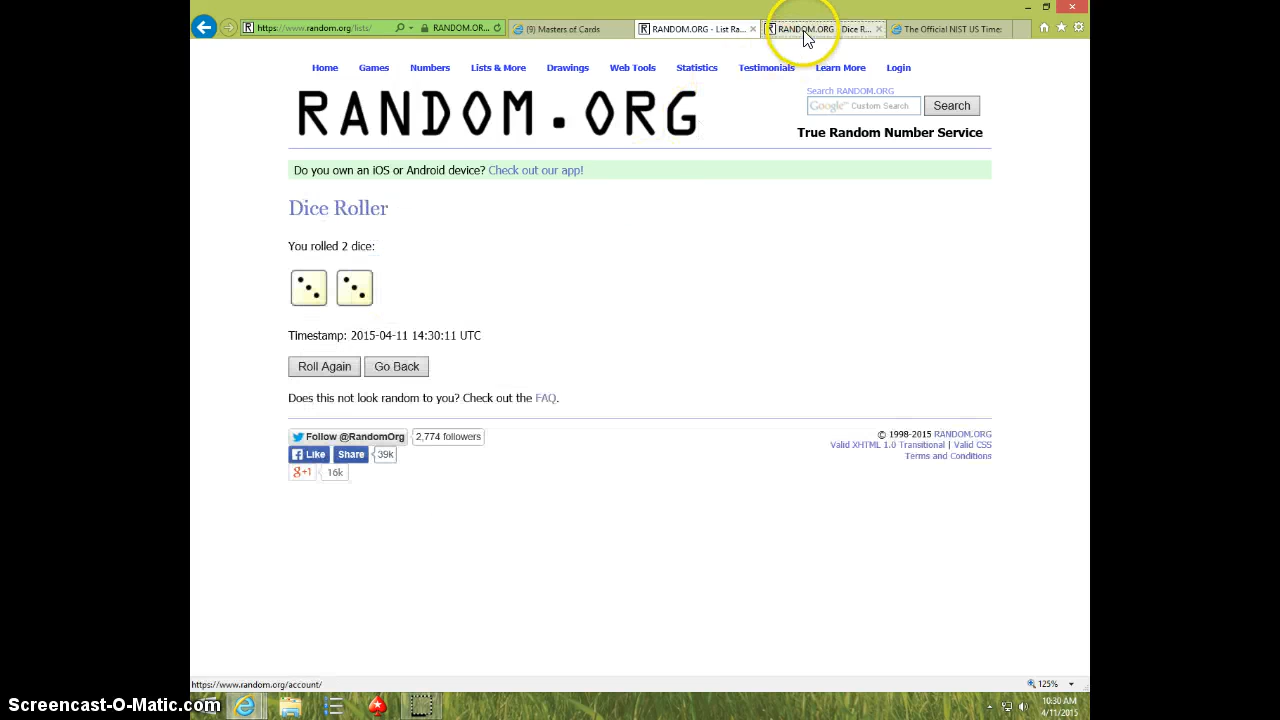 https://www.random.org/lists/
RANDOM.OR...
(9) Masters of Cards
RANDOM.ORG - List Ra...
RANDOM.ORG - Dice R...
The Official NIST US Time:
Home Games Numbers Lists & More Drawings Web Tools Statistics Testimonials Learn More Login
RANDOM.ORG
Search RANDOM.ORG
Google™ Custom Search
Search
True Random Number Service
Do you own an iOS or Android device? Check out our app!
Dice Roller
You rolled 2 dice:
Timestamp: 2015-04-11 14:30:11 UTC
Roll Again Go Back
Does this not look random to you? Check out the FAQ.
Follow @RandomOrg 2,774 followers
Like Share 39k
g+1 16k
© 1998-2015 RANDOM.ORG
Valid XHTML 1.0 Transitional | Valid CSS
Terms and Conditions
https://www.random.org/account/
125%
10:30 AM
4/11/2015
Screencast-O-Matic.com